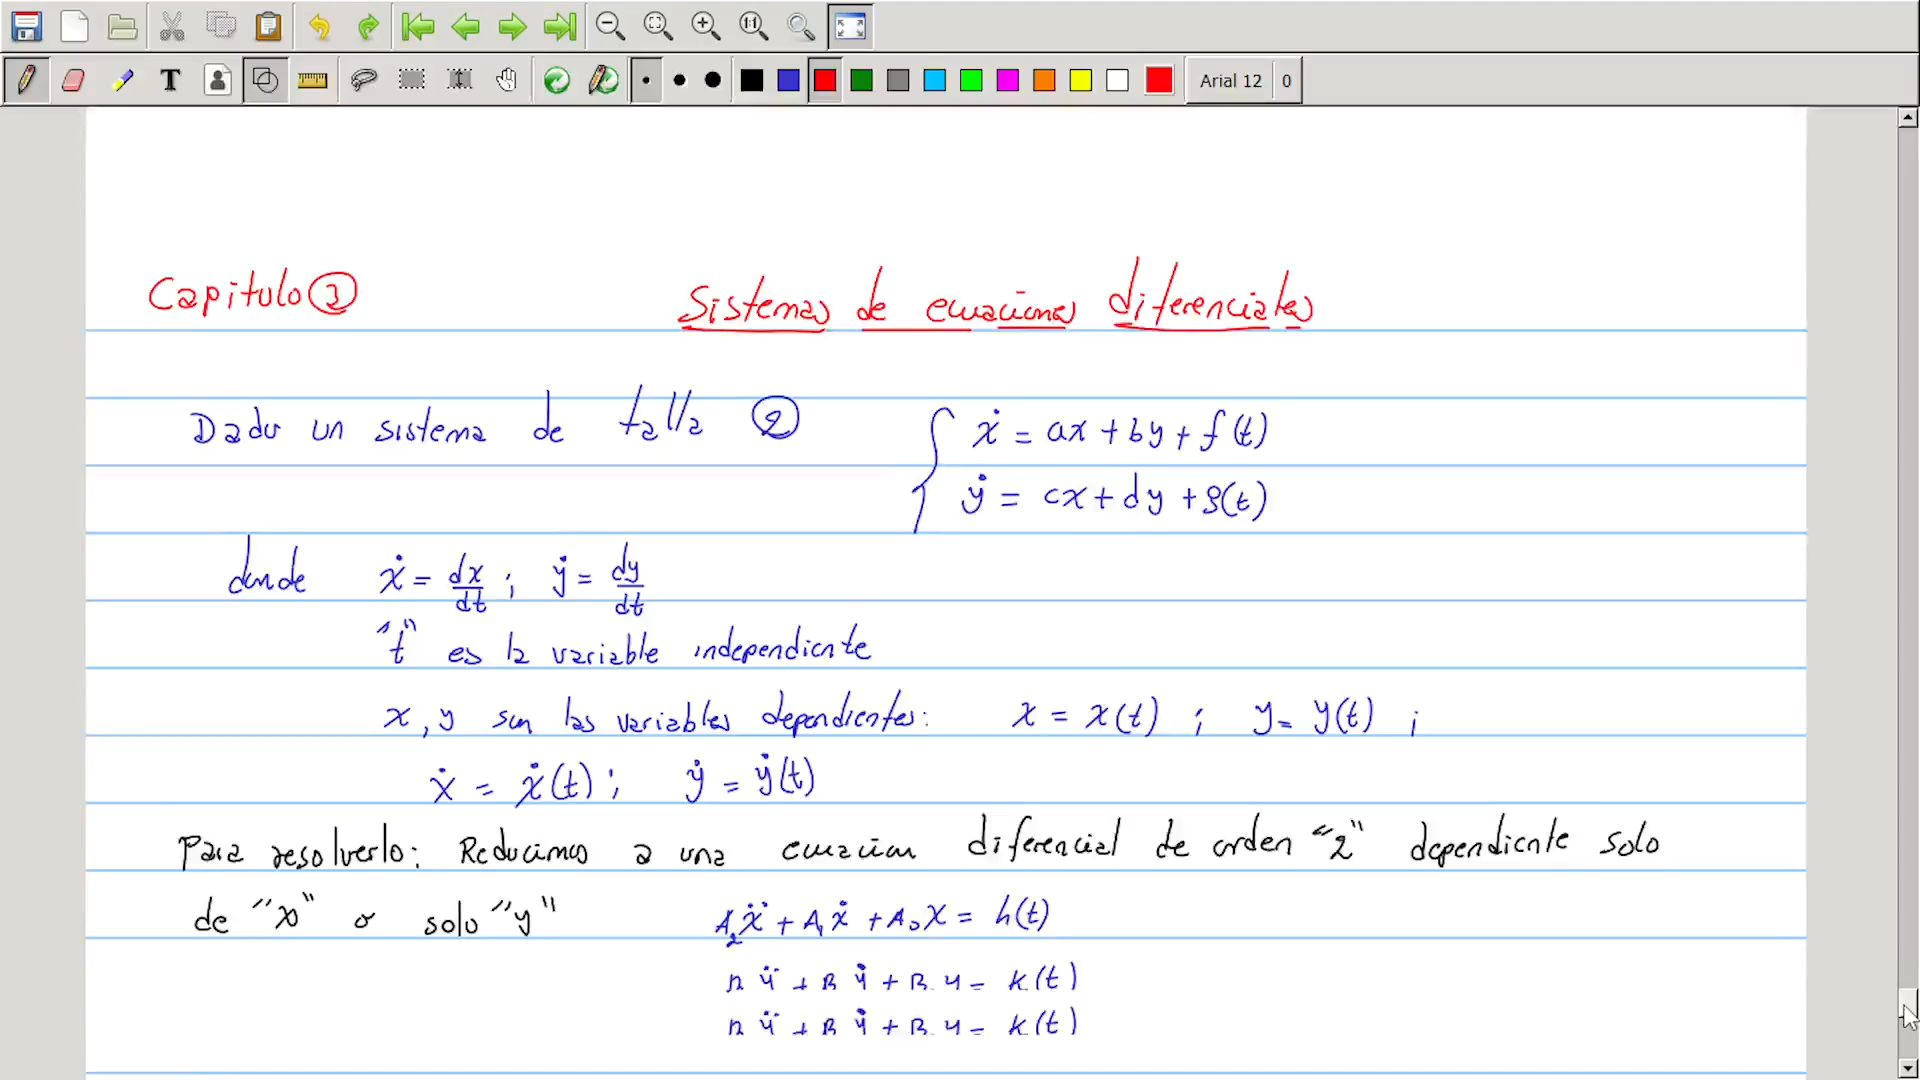 Arial 12 0
Capitulo ③ Sistemas de ecuaciones diferenciales
Dado un sistema de talla ② { ẋ = ax + by + f(t)
ẏ = cx + dy + g(t)
donde ẋ = dx/dt ; ẏ = dy/dt
"t" es la variable independiente
x, y son las variables dependientes: x = x(t) ; y = y(t) ;
ẋ = ẋ(t) ; ẏ = ẏ(t)
Para resolverlo: Reducimos a una ecuacion diferencial de orden "2" dependiente solo
de "x" o solo "y" A₂ẍ + A₁ẋ + A₀x = h(t)
ÿ + ẏ + y = K(t)
ÿ + ẏ + y = K(t)